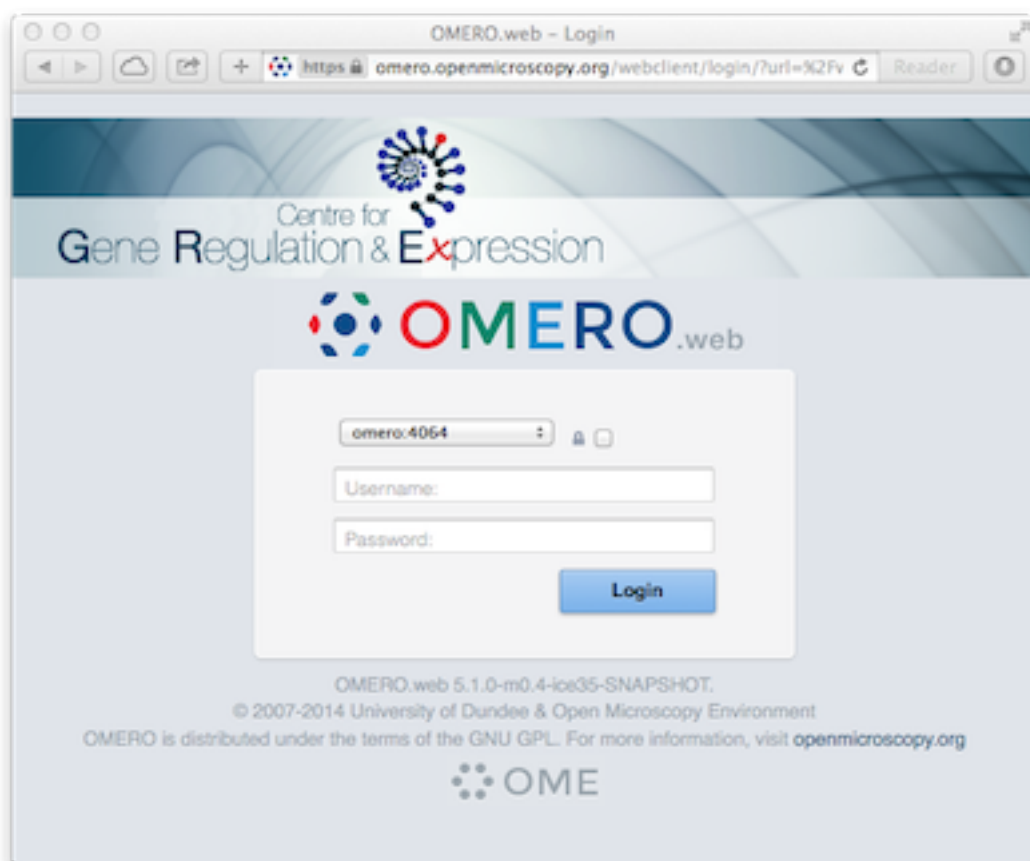 OMERO.web – Login
https omero.openmicroscopy.org/webclient/login/?url=%2Fv Reader
Centre for
Gene Regulation & Expression
OMERO.web
omero:4064
Username:
Password:
Login
OMERO.web 5.1.0-m0.4-ice35-SNAPSHOT.
© 2007-2014 University of Dundee & Open Microscopy Environment
OMERO is distributed under the terms of the GNU GPL. For more information, visit openmicroscopy.org
OME